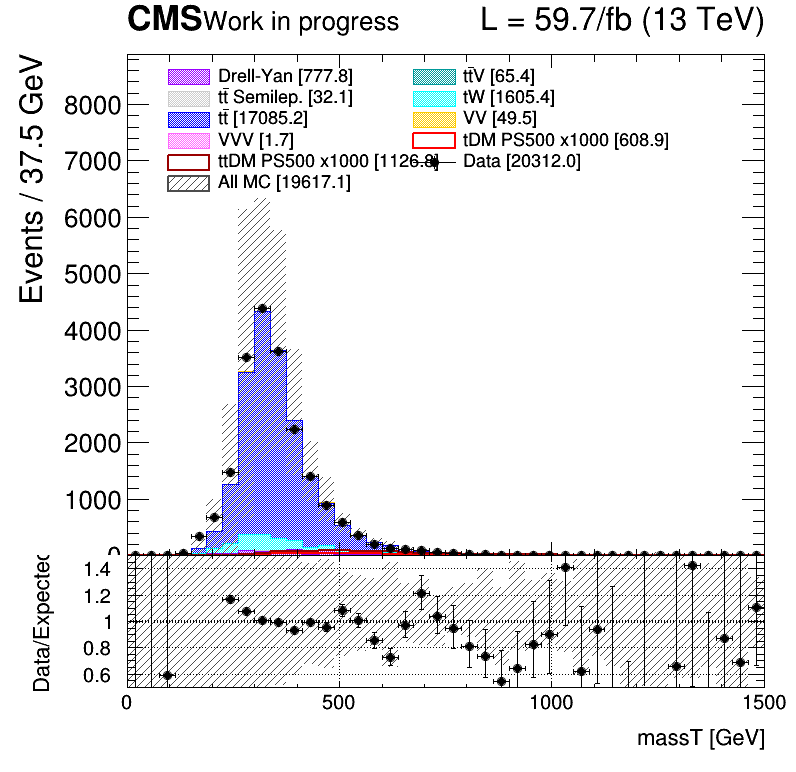 CMS Work in progress L = 59.7/fb (13 TeV)
Events / 37.5 GeV
Drell-Yan [777.8] tt̄V [65.4]
tt̄ Semilep. [32.1] tW [1605.4]
tt̄ [17085.2] VV [49.5]
VVV [1.7] tDM PS500 x1000 [608.9]
ttDM PS500 x1000 [1126.8] Data [20312.0]
All MC [19617.1]
8000
7000
6000
5000
4000
3000
2000
1000
0
Data/Expected
1.4
1.2
1
0.8
0.6
0 500 1000 1500
massT [GeV]